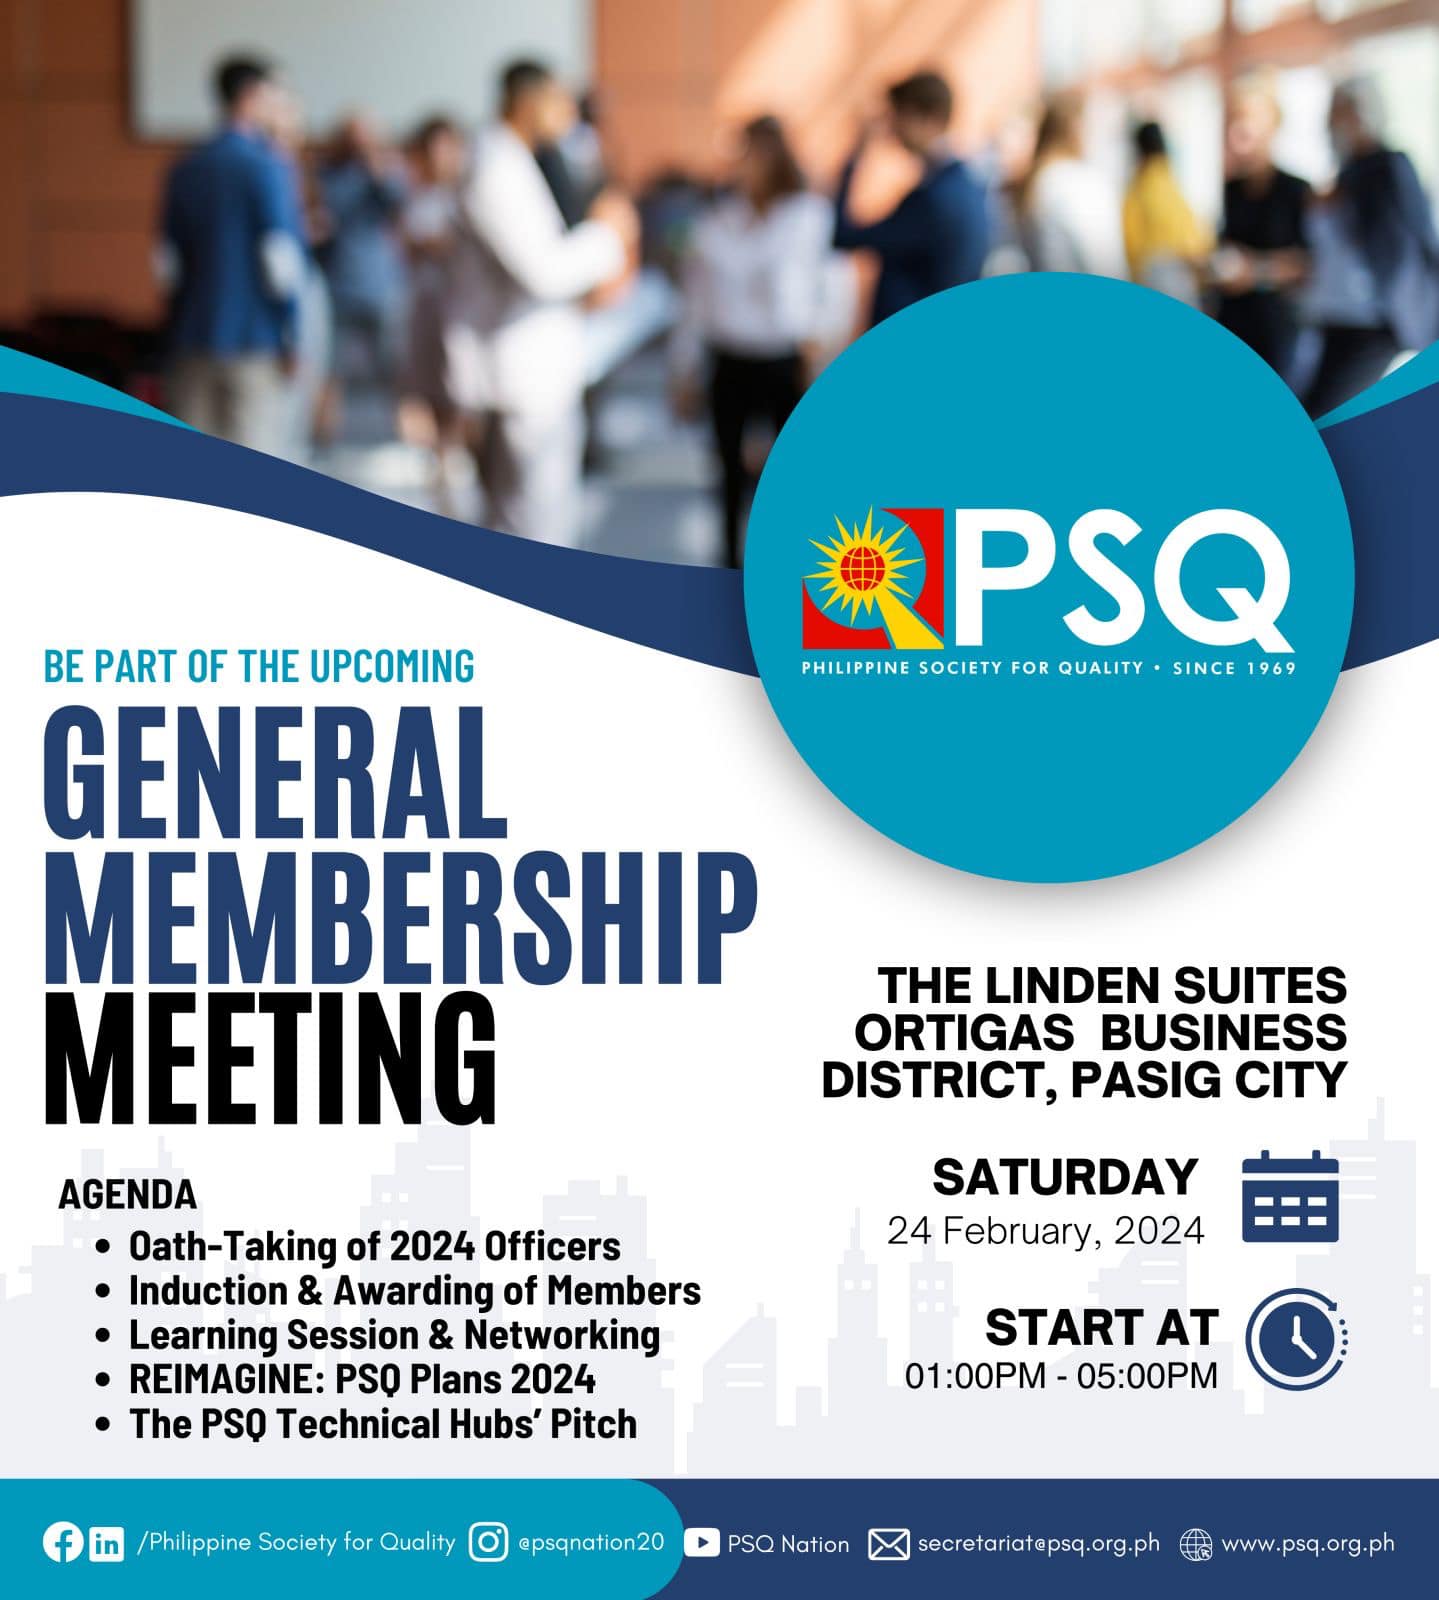 PSQ
PHILIPPINE SOCIETY FOR QUALITY • SINCE 1969
BE PART OF THE UPCOMING
GENERAL
MEMBERSHIP
MEETING
THE LINDEN SUITES
ORTIGAS BUSINESS
DISTRICT, PASIG CITY
SATURDAY
24 February, 2024
START AT
01:00PM - 05:00PM
AGENDA
• Oath-Taking of 2024 Officers
• Induction & Awarding of Members
• Learning Session & Networking
• REIMAGINE: PSQ Plans 2024
• The PSQ Technical Hubs’ Pitch
/Philippine Society for Quality @psqnation20 PSQ Nation secretariat@psq.org.ph www.psq.org.ph